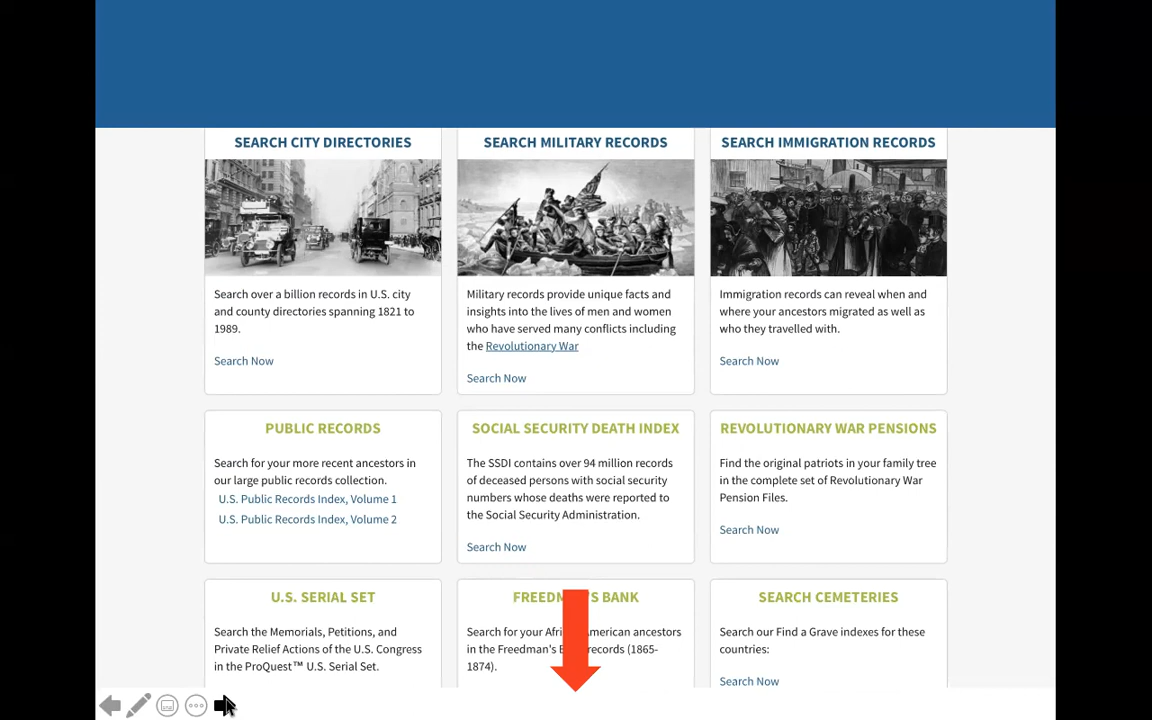 SEARCH CITY DIRECTORIES
Search over a billion records in U.S. city
and county directories spanning 1821 to
1989.
Search Now
SEARCH MILITARY RECORDS
Military records provide unique facts and
insights into the lives of men and women
who have served many conflicts including
the Revolutionary War
Search Now
SEARCH IMMIGRATION RECORDS
Immigration records can reveal when and
where your ancestors migrated as well as
who they travelled with.
Search Now
PUBLIC RECORDS
Search for your more recent ancestors in
our large public records collection.
U.S. Public Records Index, Volume 1
U.S. Public Records Index, Volume 2
SOCIAL SECURITY DEATH INDEX
The SSDI contains over 94 million records
of deceased persons with social security
numbers whose deaths were reported to
the Social Security Administration.
Search Now
REVOLUTIONARY WAR PENSIONS
Find the original patriots in your family tree
in the complete set of Revolutionary War
Pension Files.
Search Now
U.S. SERIAL SET
Search the Memorials, Petitions, and
Private Relief Actions of the U.S. Congress
in the ProQuest™ U.S. Serial Set.
BANK
Search for your American ancestors
in the Freedman's records (1865-
1874).
SEARCH CEMETERIES
Search our Find a Grave indexes for these
countries:
Search Now